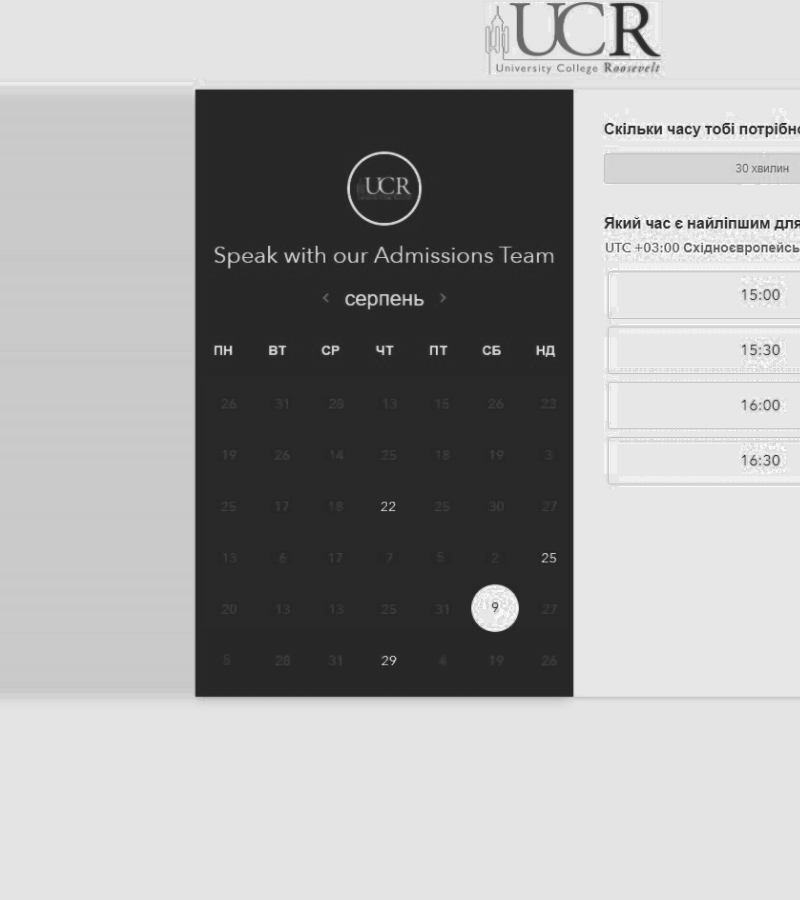 UCR
University College Roosevelt
UCR
Speak with our Admissions Team
‹ серпень ›
ПН ВТ СР ЧТ ПТ СБ НД
26 31 28 13 15 26 23
19 26 14 25 18 19 3
25 17 18 22 25 30 27
13 6 17 7 5 2 25
20 13 13 25 31 9 27
28 31 29 4 19 26
Скільки часу тобі потрібно
30 хвилин
Який час є найліпшим для
UTC +03:00 Східноєвропейсь
15:00
15:30
16:00
16:30